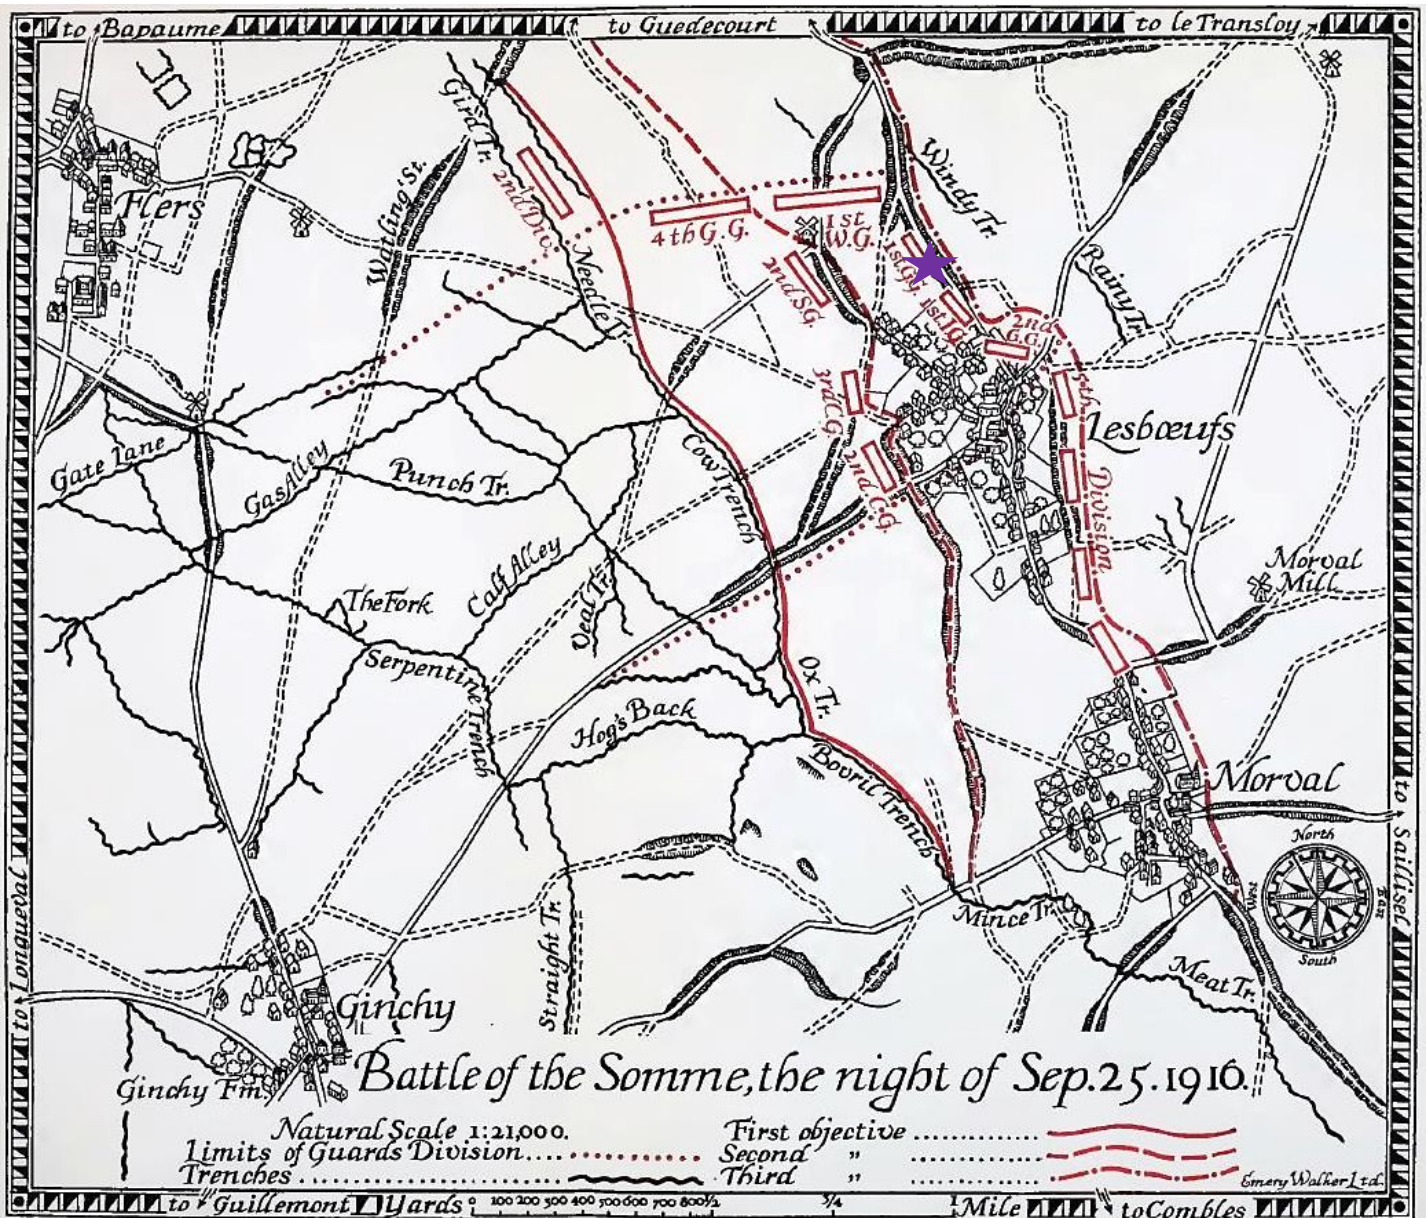 to Bapaume
to Guedecourt
to le Transloy
Gird Tr.
Windy Tr.
2nd. Div.
Watling St.
Flers
4th G. G.
1st W.G.
1st G.G.
Rainy Tr.
2nd. S.G.
Needle Tr.
1st. I.G.
2nd G.G.
3rd C.G.
5th Division
Lesbœufs
Cow Trench
2nd. C.G.
Gate Lane
Gas Alley
Punch Tr.
Morval Mill
Calf Alley
The Fork
Veal Tr.
Serpentine Trench
Ox Tr.
Hog's Back
Bovril Trench
Morval
to Saillisel
North
West
East
South
Mince Tr.
Straight Tr.
Meat Tr.
to Longueval
Ginchy
Ginchy Fm.
Battle of the Somme, the night of Sep. 25. 1916.
Natural Scale 1:21,000.
Limits of Guards Division....
Trenches
First objective
Second "
Third "
Emery Walker Ltd.
to Guillemont
Yards 0 100 200 300 400 500 600 700 800 ½ 3/4 1 Mile
to Combles